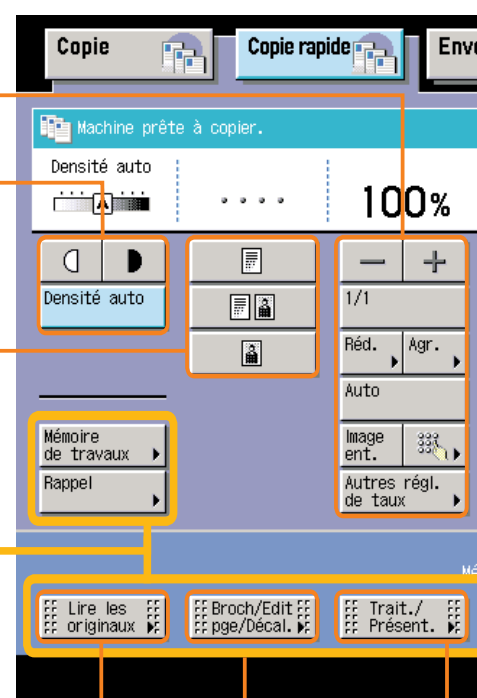 Copie
Copie rapide
Machine prête à copier.
Densité auto
A
100%
Densité auto
1/1
Réd.
Agr.
Auto
Mémoire
de travaux
Image
ent.
Rappel
Autres régl.
de taux
Lire les
originaux
Broch/Edit
pge/Décal.
Trait./
Présent.